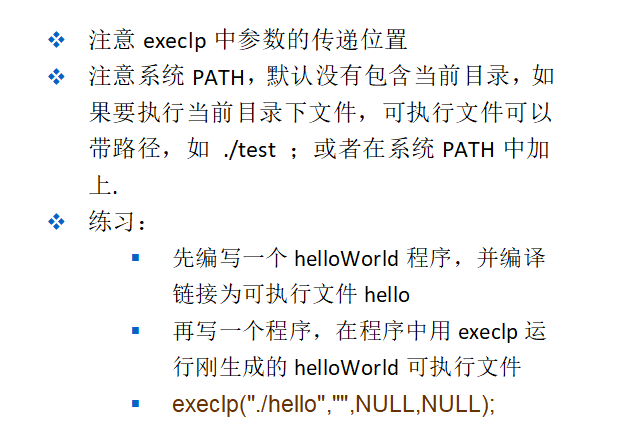 注意 execlp 中参数的传递位置
注意系统 PATH，默认没有包含当前目录，如
果要执行当前目录下文件，可执行文件可以
带路径，如 ./test ；或者在系统 PATH 中加
上.
练习：
先编写一个 helloWorld 程序，并编译
链接为可执行文件 hello
再写一个程序，在程序中用 execlp 运
行刚生成的 helloWorld 可执行文件
execlp("./hello","",NULL,NULL);